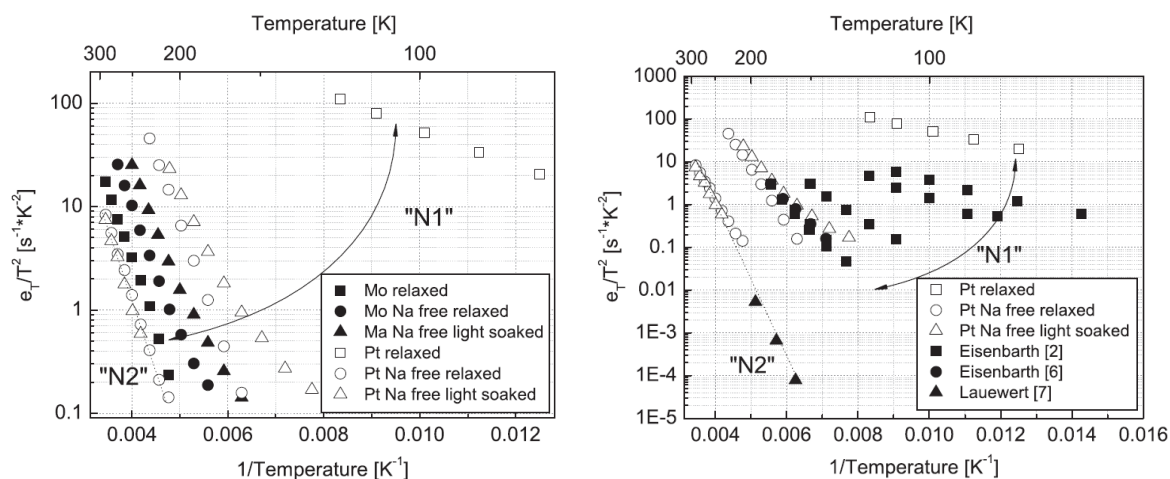 Temperature [K]
300 200 100
100
10
1
0.1
e_T/T² [s⁻¹*K⁻²]
"N1"
"N2"
Mo relaxed
Mo Na free relaxed
Ma Na free light soaked
Pt relaxed
Pt Na free relaxed
Pt Na free light soaked
0.004 0.006 0.008 0.010 0.012
1/Temperature [K⁻¹]
Temperature [K]
300 200 100
1000
100
10
1
0.1
0.01
1E-3
1E-4
1E-5
e_T/T² [s⁻¹*K⁻²]
"N1"
"N2"
Pt relaxed
Pt Na free relaxed
Pt Na free light soaked
Eisenbarth [2]
Eisenbarth [6]
Lauewert [7]
0.004 0.006 0.008 0.010 0.012 0.014 0.016
1/Temperature [K⁻¹]